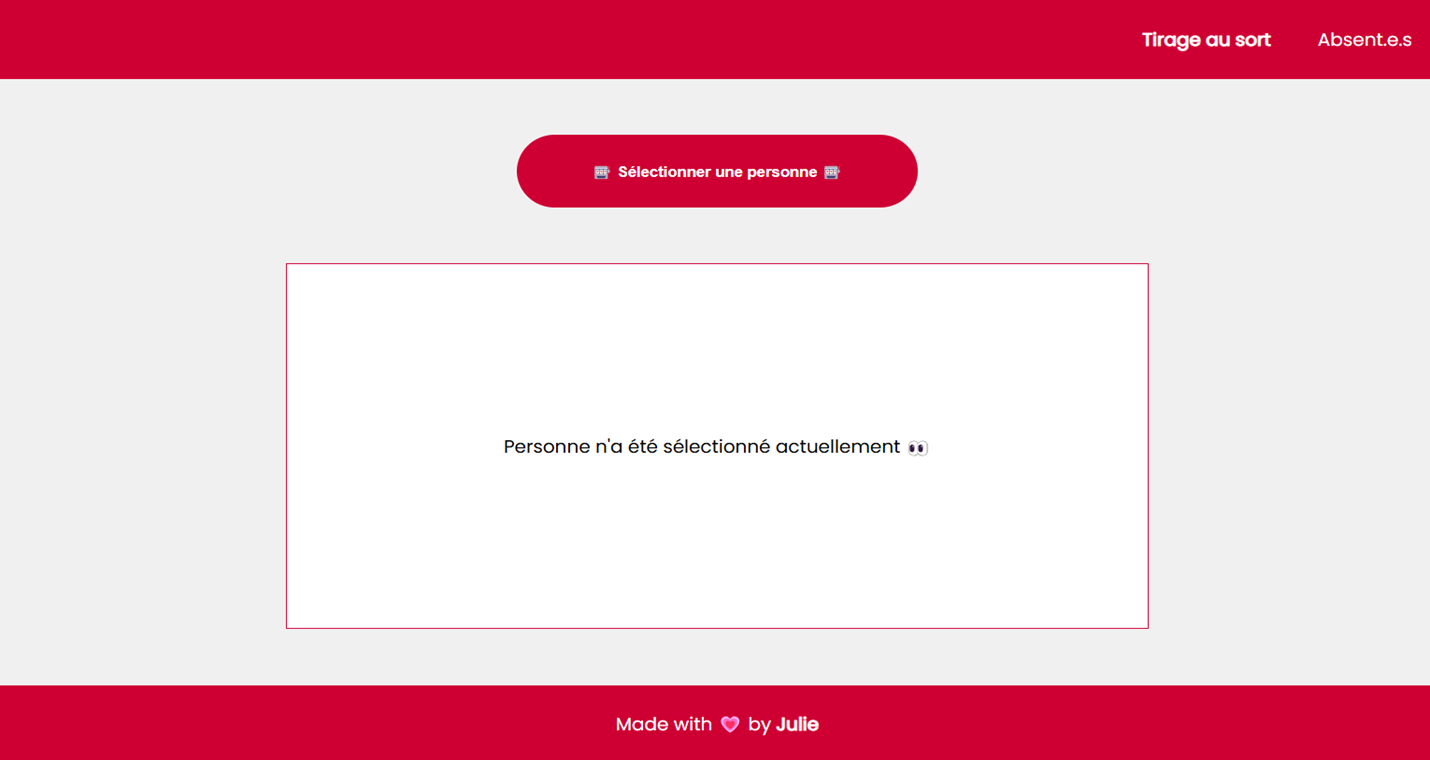 Tirage au sort Absent.e.s
🎰 Sélectionner une personne 🎰
Personne n'a été sélectionné actuellement 👀
Made with 💗 by Julie